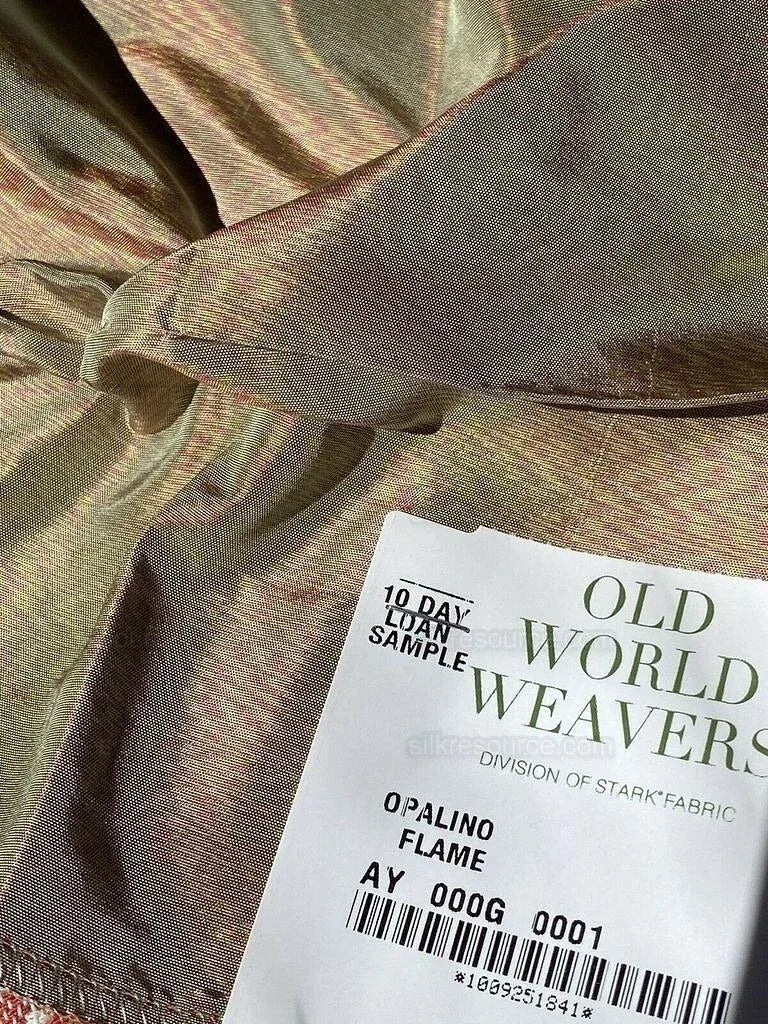 10 DAY
LOAN
SAMPLE
OLD
WORLD
WEAVERS
DIVISION OF STARK® FABRIC
silkresource.com
OPALINO
FLAME
AY 000G 0001
*1009251841*